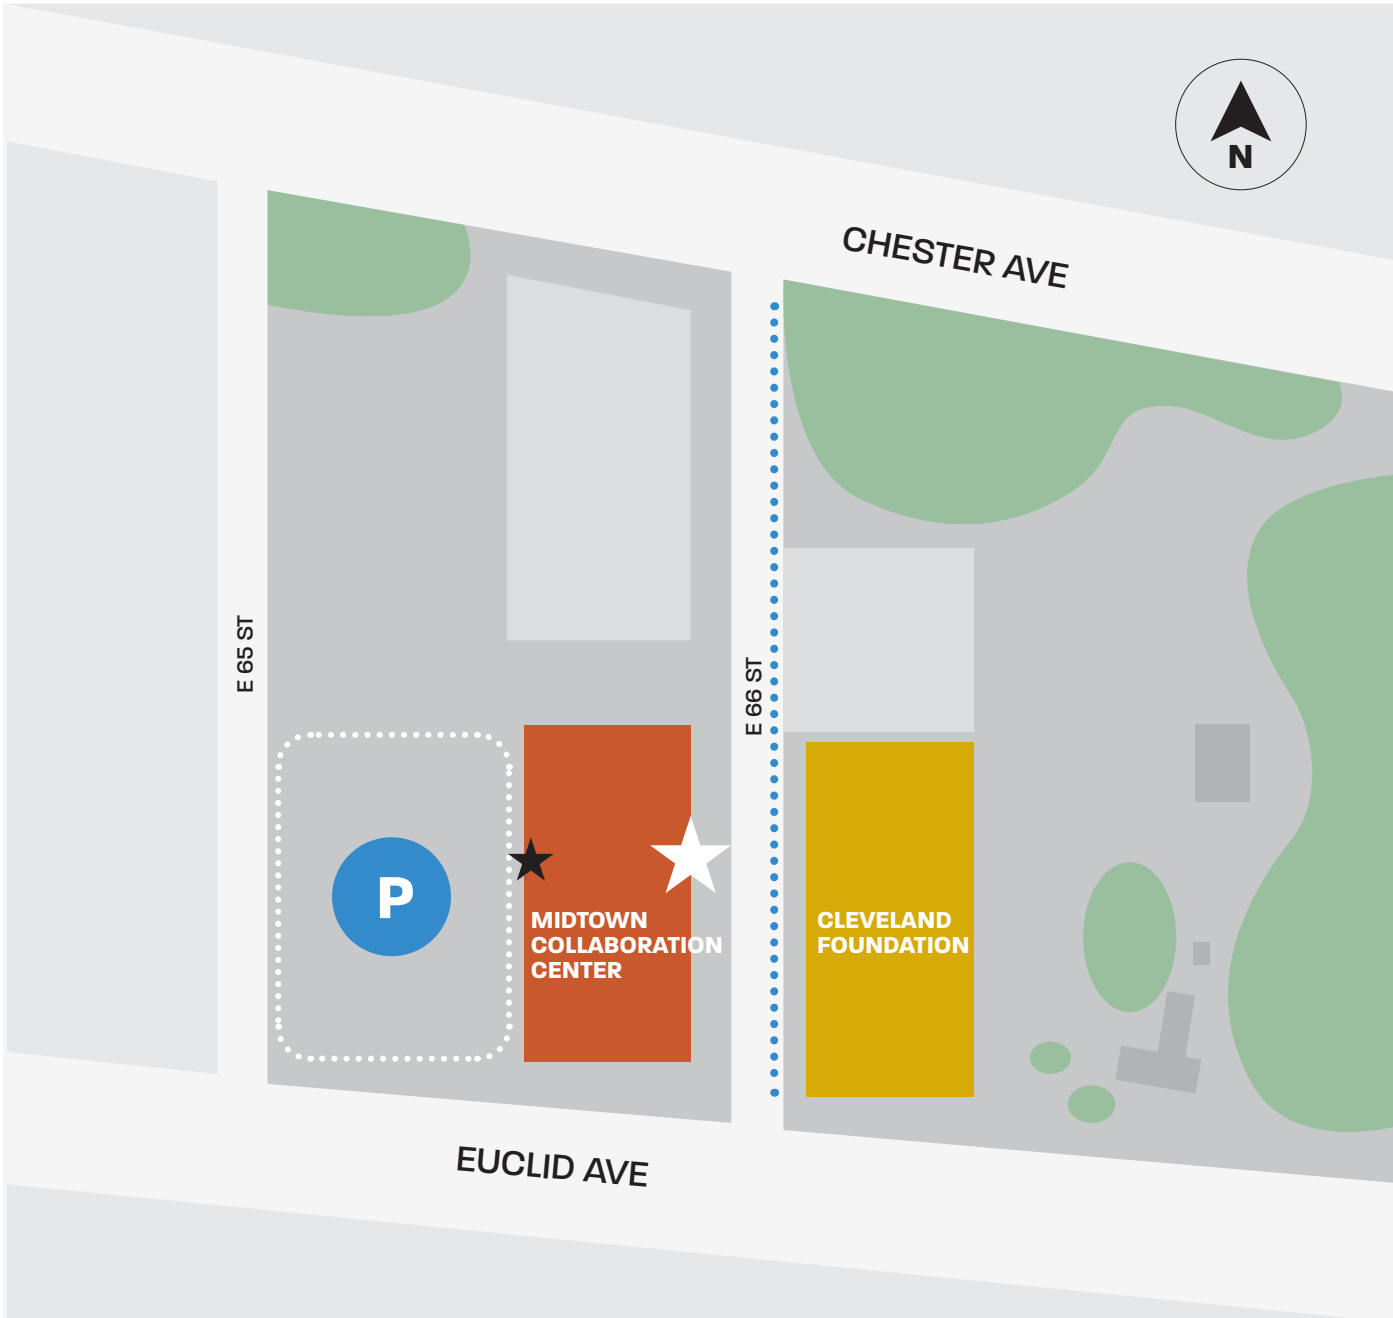 N
CHESTER AVE
E 65 ST
E 66 ST
P
MIDTOWN
COLLABORATION
CENTER
CLEVELAND
FOUNDATION
EUCLID AVE